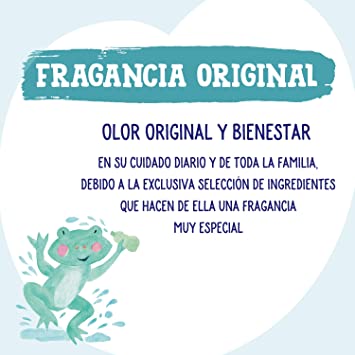 FRAGANCIA ORIGINAL
OLOR ORIGINAL Y BIENESTAR
EN SU CUIDADO DIARIO Y DE TODA LA FAMILIA,
DEBIDO A LA EXCLUSIVA SELECCIÓN DE INGREDIENTES
QUE HACEN DE ELLA UNA FRAGANCIA
MUY ESPECIAL